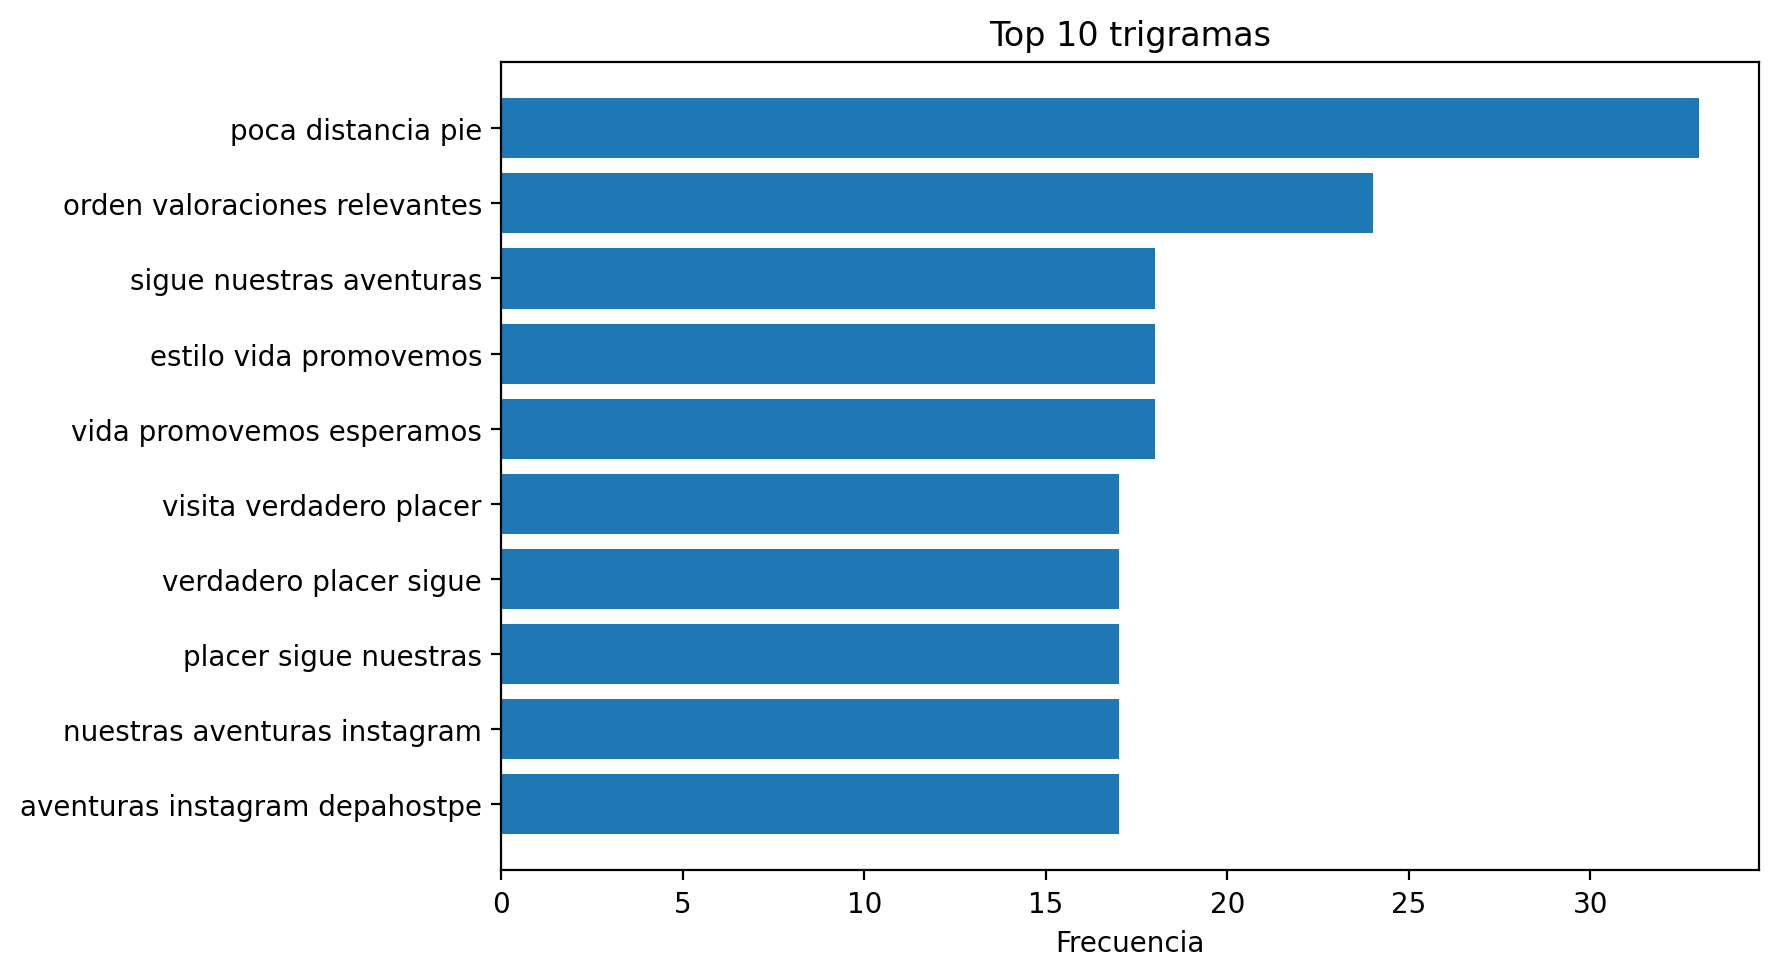 Top 10 trigramas
poca distancia pie
orden valoraciones relevantes
sigue nuestras aventuras
estilo vida promovemos
vida promovemos esperamos
visita verdadero placer
verdadero placer sigue
placer sigue nuestras
nuestras aventuras instagram
aventuras instagram depahostpe
0 5 10 15 20 25 30
Frecuencia